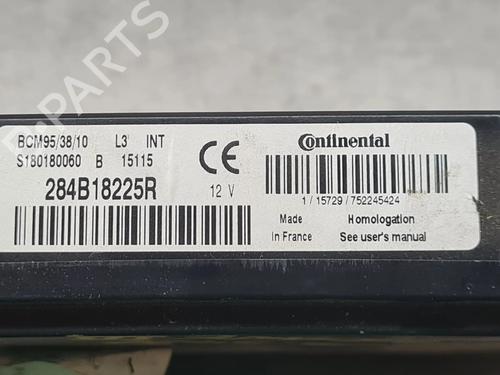 BCM95/38/10 L3 INT
S180180060 B 15115
284B18225R
12 V
CE
Continental
1 / 15729 / 752245424
Made in France
Homologation See user's manual
B-PARTS